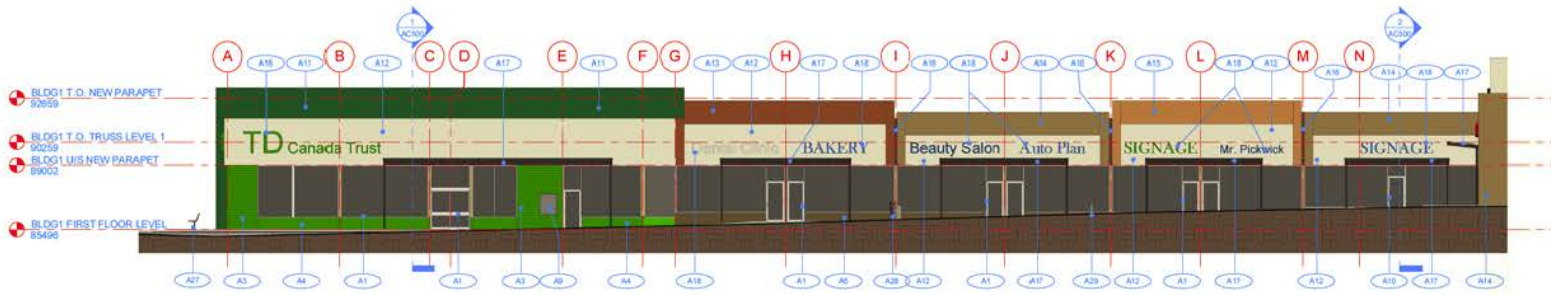 1
AC500
2
AC500
A B C D E F G H I J K L M N
A16 A11 A12 A17 A11 A13 A12 A17 A18 A16 A18 A14 A16 A15 A18 A12 A16 A14 A18 A17
BLDG1 T.O. NEW PARAPET
92659
BLDG1 T.O. TRUSS LEVEL 1
90259
BLDG1 U/S NEW PARAPET
89002
BLDG1 FIRST FLOOR LEVEL
85496
TD Canada Trust
Dental Clinic
BAKERY
Beauty Salon
Auto Plan
SIGNAGE
Mr. Pickwick
SIGNAGE
A27 A3 A4 A1 A1 A3 A9 A4 A18 A1 A5 A28 A12 A1 A17 A29 A12 A1 A17 A12 A10 A17 A14